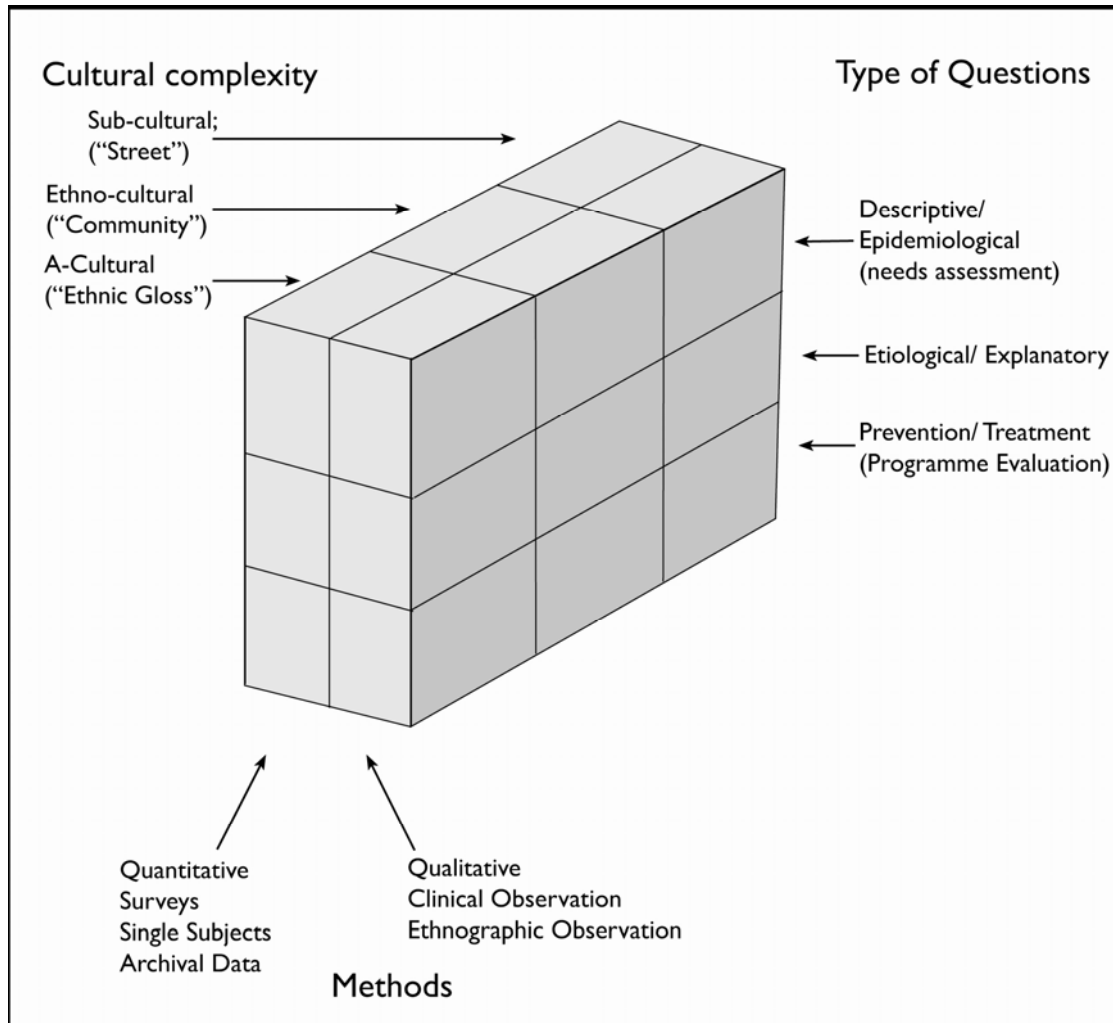 Cultural complexity
Sub-cultural;
(“Street”)
Ethno-cultural
(“Community”)
A-Cultural
(“Ethnic Gloss”)
Type of Questions
Descriptive/
Epidemiological
(needs assessment)
Etiological/ Explanatory
Prevention/ Treatment
(Programme Evaluation)
Quantitative
Surveys
Single Subjects
Archival Data
Qualitative
Clinical Observation
Ethnographic Observation
Methods